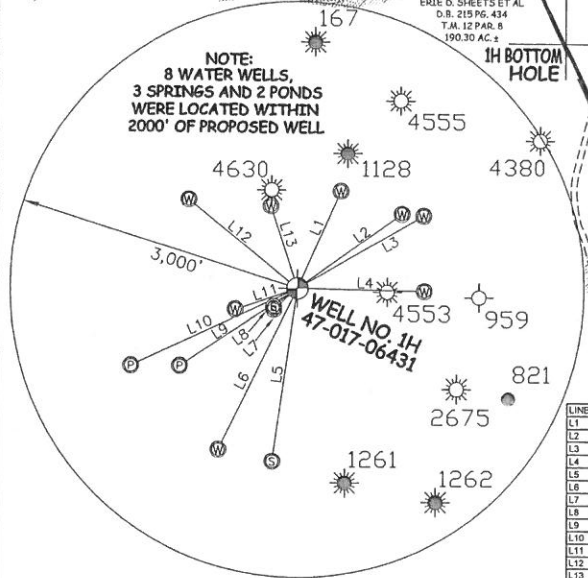 ERIE D. SHEETS ET AL
D.B. 215 PG. 434
T.M. 12 PAR. 8
190.30 AC. ±
167
1H BOTTOM
HOLE
NOTE:
8 WATER WELLS,
3 SPRINGS AND 2 PONDS
WERE LOCATED WITHIN
2000' OF PROPOSED WELL
4555
4380
1128
4630
W
W
W
W
W
L12
L13
L1
L2
L3
3,000'
L4
W
4553
959
L11
W
S
L10
L9
L8
L7
WELL NO. 1H
47-017-06431
P
P
L6
L5
821
2675
W
S
1261
1262
LINE
L1
L2
L3
L4
L5
L6
L7
L8
L9
L10
L11
L12
L13